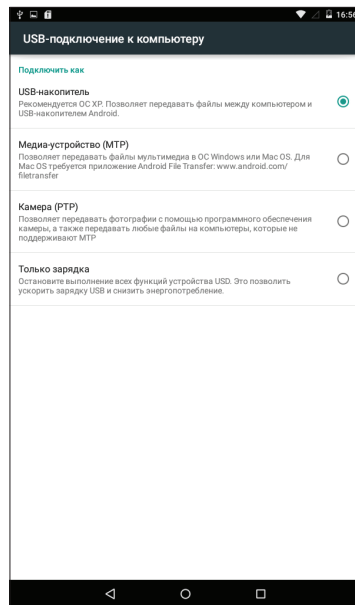 16:56
USB-подключение к компьютеру
Подключить как
USB-накопитель
Рекомендуется ОС XP. Позволяет передавать файлы между компьютером и
USB-накопителем Android.
Медиа-устройство (MTP)
Позволяет передавать файлы мультимедиа в ОС Windows или Mac OS. Для
Mac OS требуется приложение Android File Transfer: www.android.com/
filetransfer
Камера (PTP)
Позволяет передавать фотографии с помощью программного обеспечения
камеры, а также передавать любые файлы на компьютеры, которые не
поддерживают MTP
Только зарядка
Остановите выполнение всех функций устройства USD. Это позволить
ускорить зарядку USB и снизить энергопотребление.